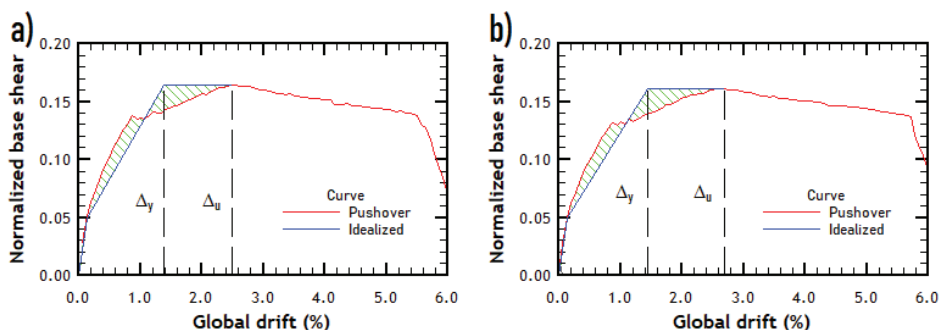 a)
Normalized base shear
0.20
0.15
0.10
0.05
0.00
Δy
Δu
Curve
Pushover
Idealized
0.0 1.0 2.0 3.0 4.0 5.0 6.0
Global drift (%)
b)
Normalized base shear
0.20
0.15
0.10
0.05
0.00
Δy
Δu
Curve
Pushover
Idealized
0.0 1.0 2.0 3.0 4.0 5.0 6.0
Global drift (%)